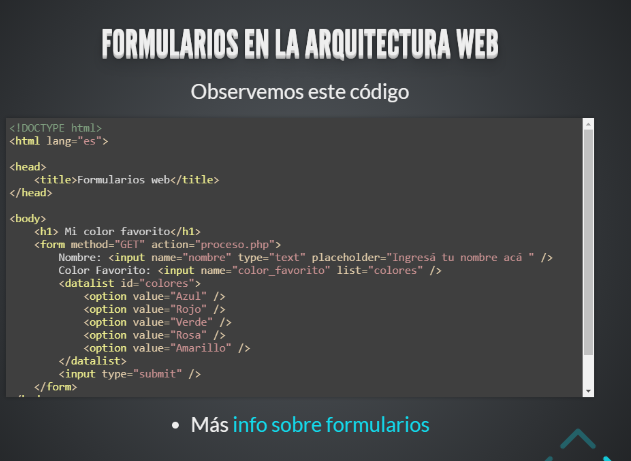 FORMULARIOS EN LA ARQUITECTURA WEB
Observemos este código
<!DOCTYPE html>
<html lang="es">
<head>
<title>Formularios web</title>
</head>
<body>
<h1> Mi color favorito</h1>
<form method="GET" action="proceso.php">
Nombre: <input name="nombre" type="text" placeholder="Ingresá tu nombre acá " />
Color Favorito: <input name="color_favorito" list="colores" />
<datalist id="colores">
<option value="Azul" />
<option value="Rojo" />
<option value="Verde" />
<option value="Rosa" />
<option value="Amarillo" />
</datalist>
<input type="submit" />
</form>
• Más info sobre formularios